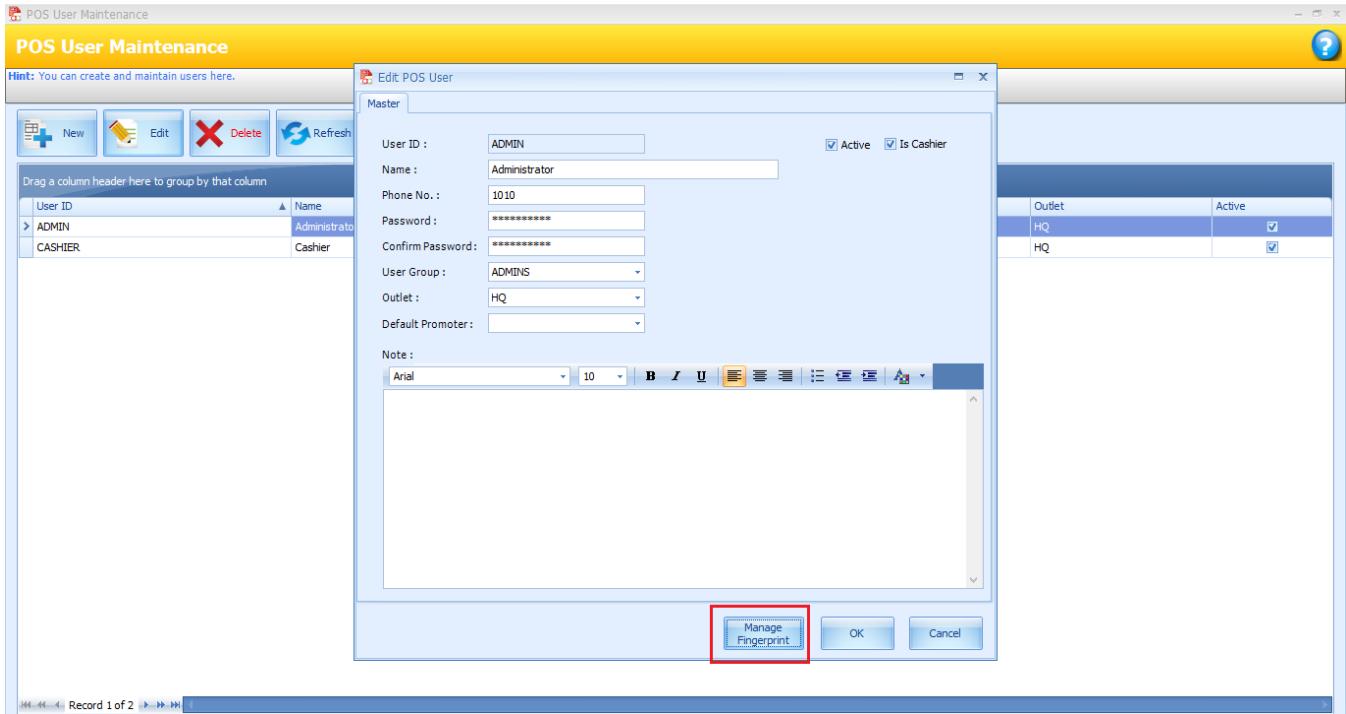 POS User Maintenance
POS User Maintenance
Hint: You can create and maintain users here.
New
Edit
Delete
Refresh
Drag a column header here to group by that column
User ID
Name
Outlet
Active
ADMIN
Administrato
HQ
CASHIER
Cashier
HQ
Edit POS User
Master
User ID :
ADMIN
Active
Is Cashier
Name :
Administrator
Phone No. :
1010
Password :
**********
Confirm Password :
**********
User Group :
ADMINS
Outlet :
HQ
Default Promoter :
Note :
Arial
10
B I U
Manage
Fingerprint
OK
Cancel
Record 1 of 2